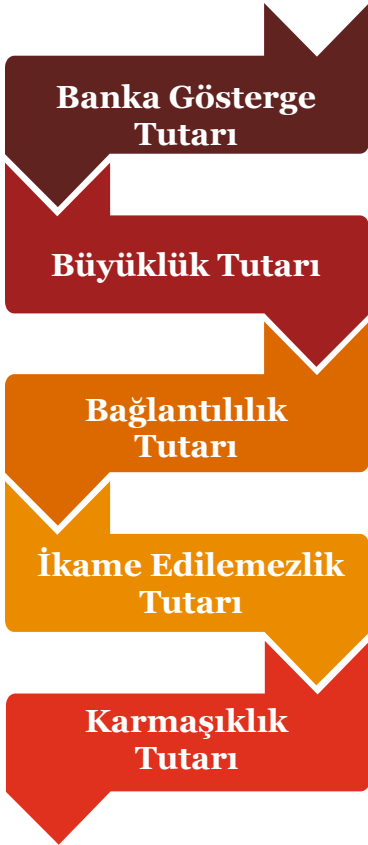 Banka Gösterge
Tutarı
Büyüklük Tutarı
Bağlantılılık
Tutarı
İkame Edilemezlik
Tutarı
Karmaşıklık
Tutarı